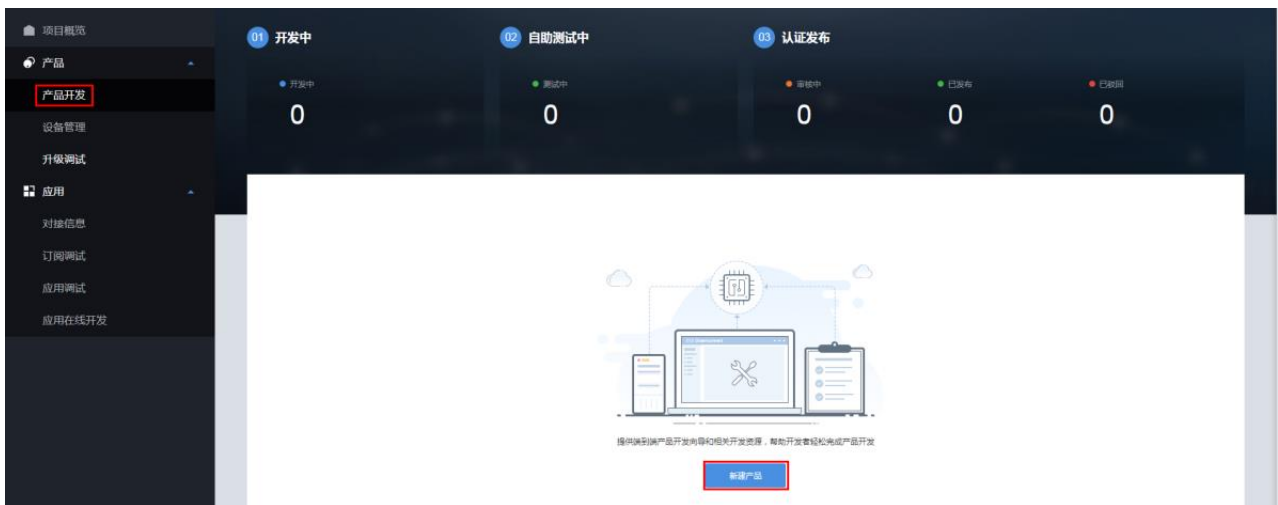 项目概览
产品
产品开发
设备管理
升级调试
应用
对接信息
订阅调试
应用调试
应用在线开发
01 开发中
开发中
0
02 自助测试中
测试中
0
03 认证发布
审核中
0
已发布
0
已驳回
0
提供端到端产品开发向导和相关开发资源，帮助开发者轻松完成产品开发
新建产品